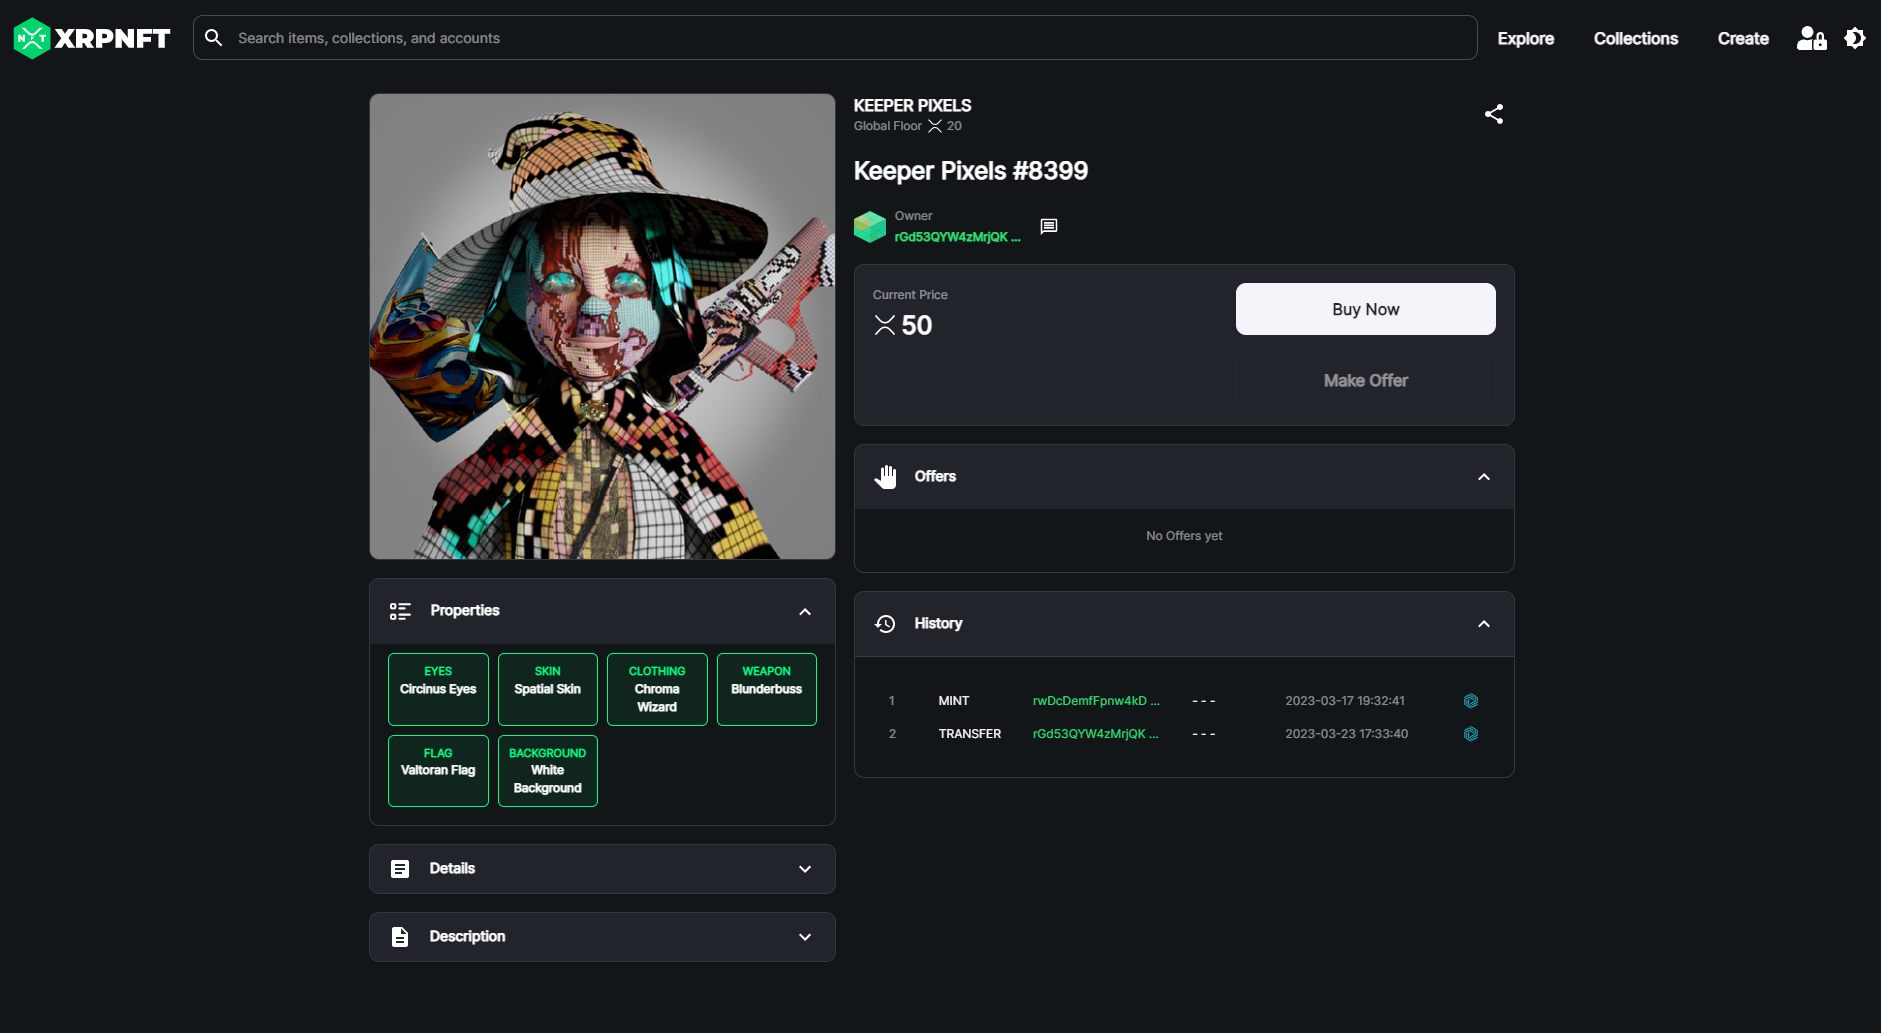 NFT XRPNFT
Search items, collections, and accounts
Explore
Collections
Create
KEEPER PIXELS
Global Floor 20
Keeper Pixels #8399
Owner
rGd53QYW4zMrjQK ...
Current Price
50
Buy Now
Make Offer
Offers
No Offers yet
History
1 MINT rwDcDemfFpnw4kD ... - - - 2023-03-17 19:32:41
2 TRANSFER rGd53QYW4zMrjQK ... - - - 2023-03-23 17:33:40
Properties
EYES
Circinus Eyes
SKIN
Spatial Skin
CLOTHING
Chroma
Wizard
WEAPON
Blunderbuss
FLAG
Valtoran Flag
BACKGROUND
White
Background
Details
Description